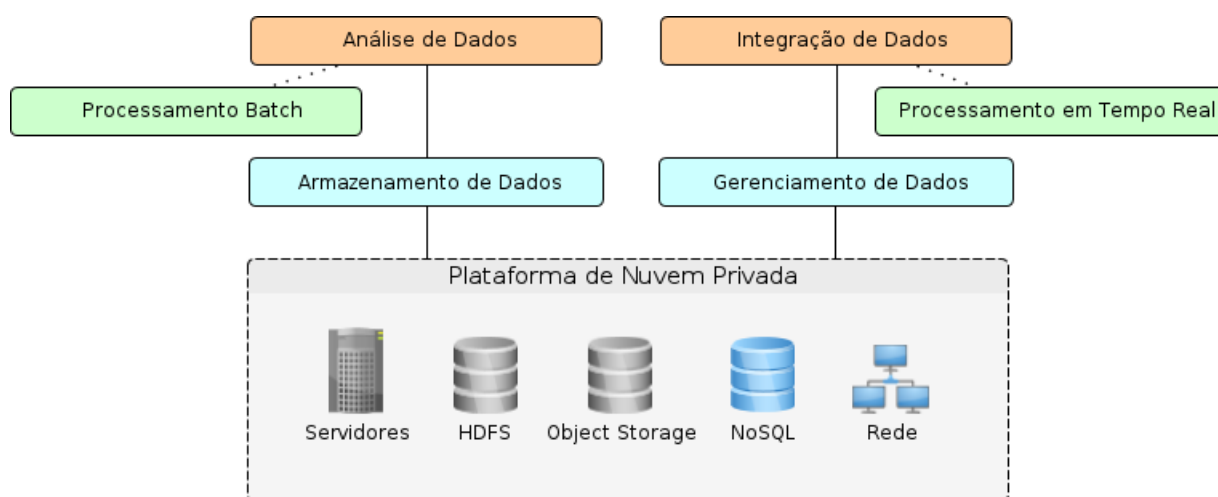 Análise de Dados
Integração de Dados
Processamento Batch
Processamento em Tempo Real
Armazenamento de Dados
Gerenciamento de Dados
Plataforma de Nuvem Privada
Servidores
HDFS
Object Storage
NoSQL
Rede